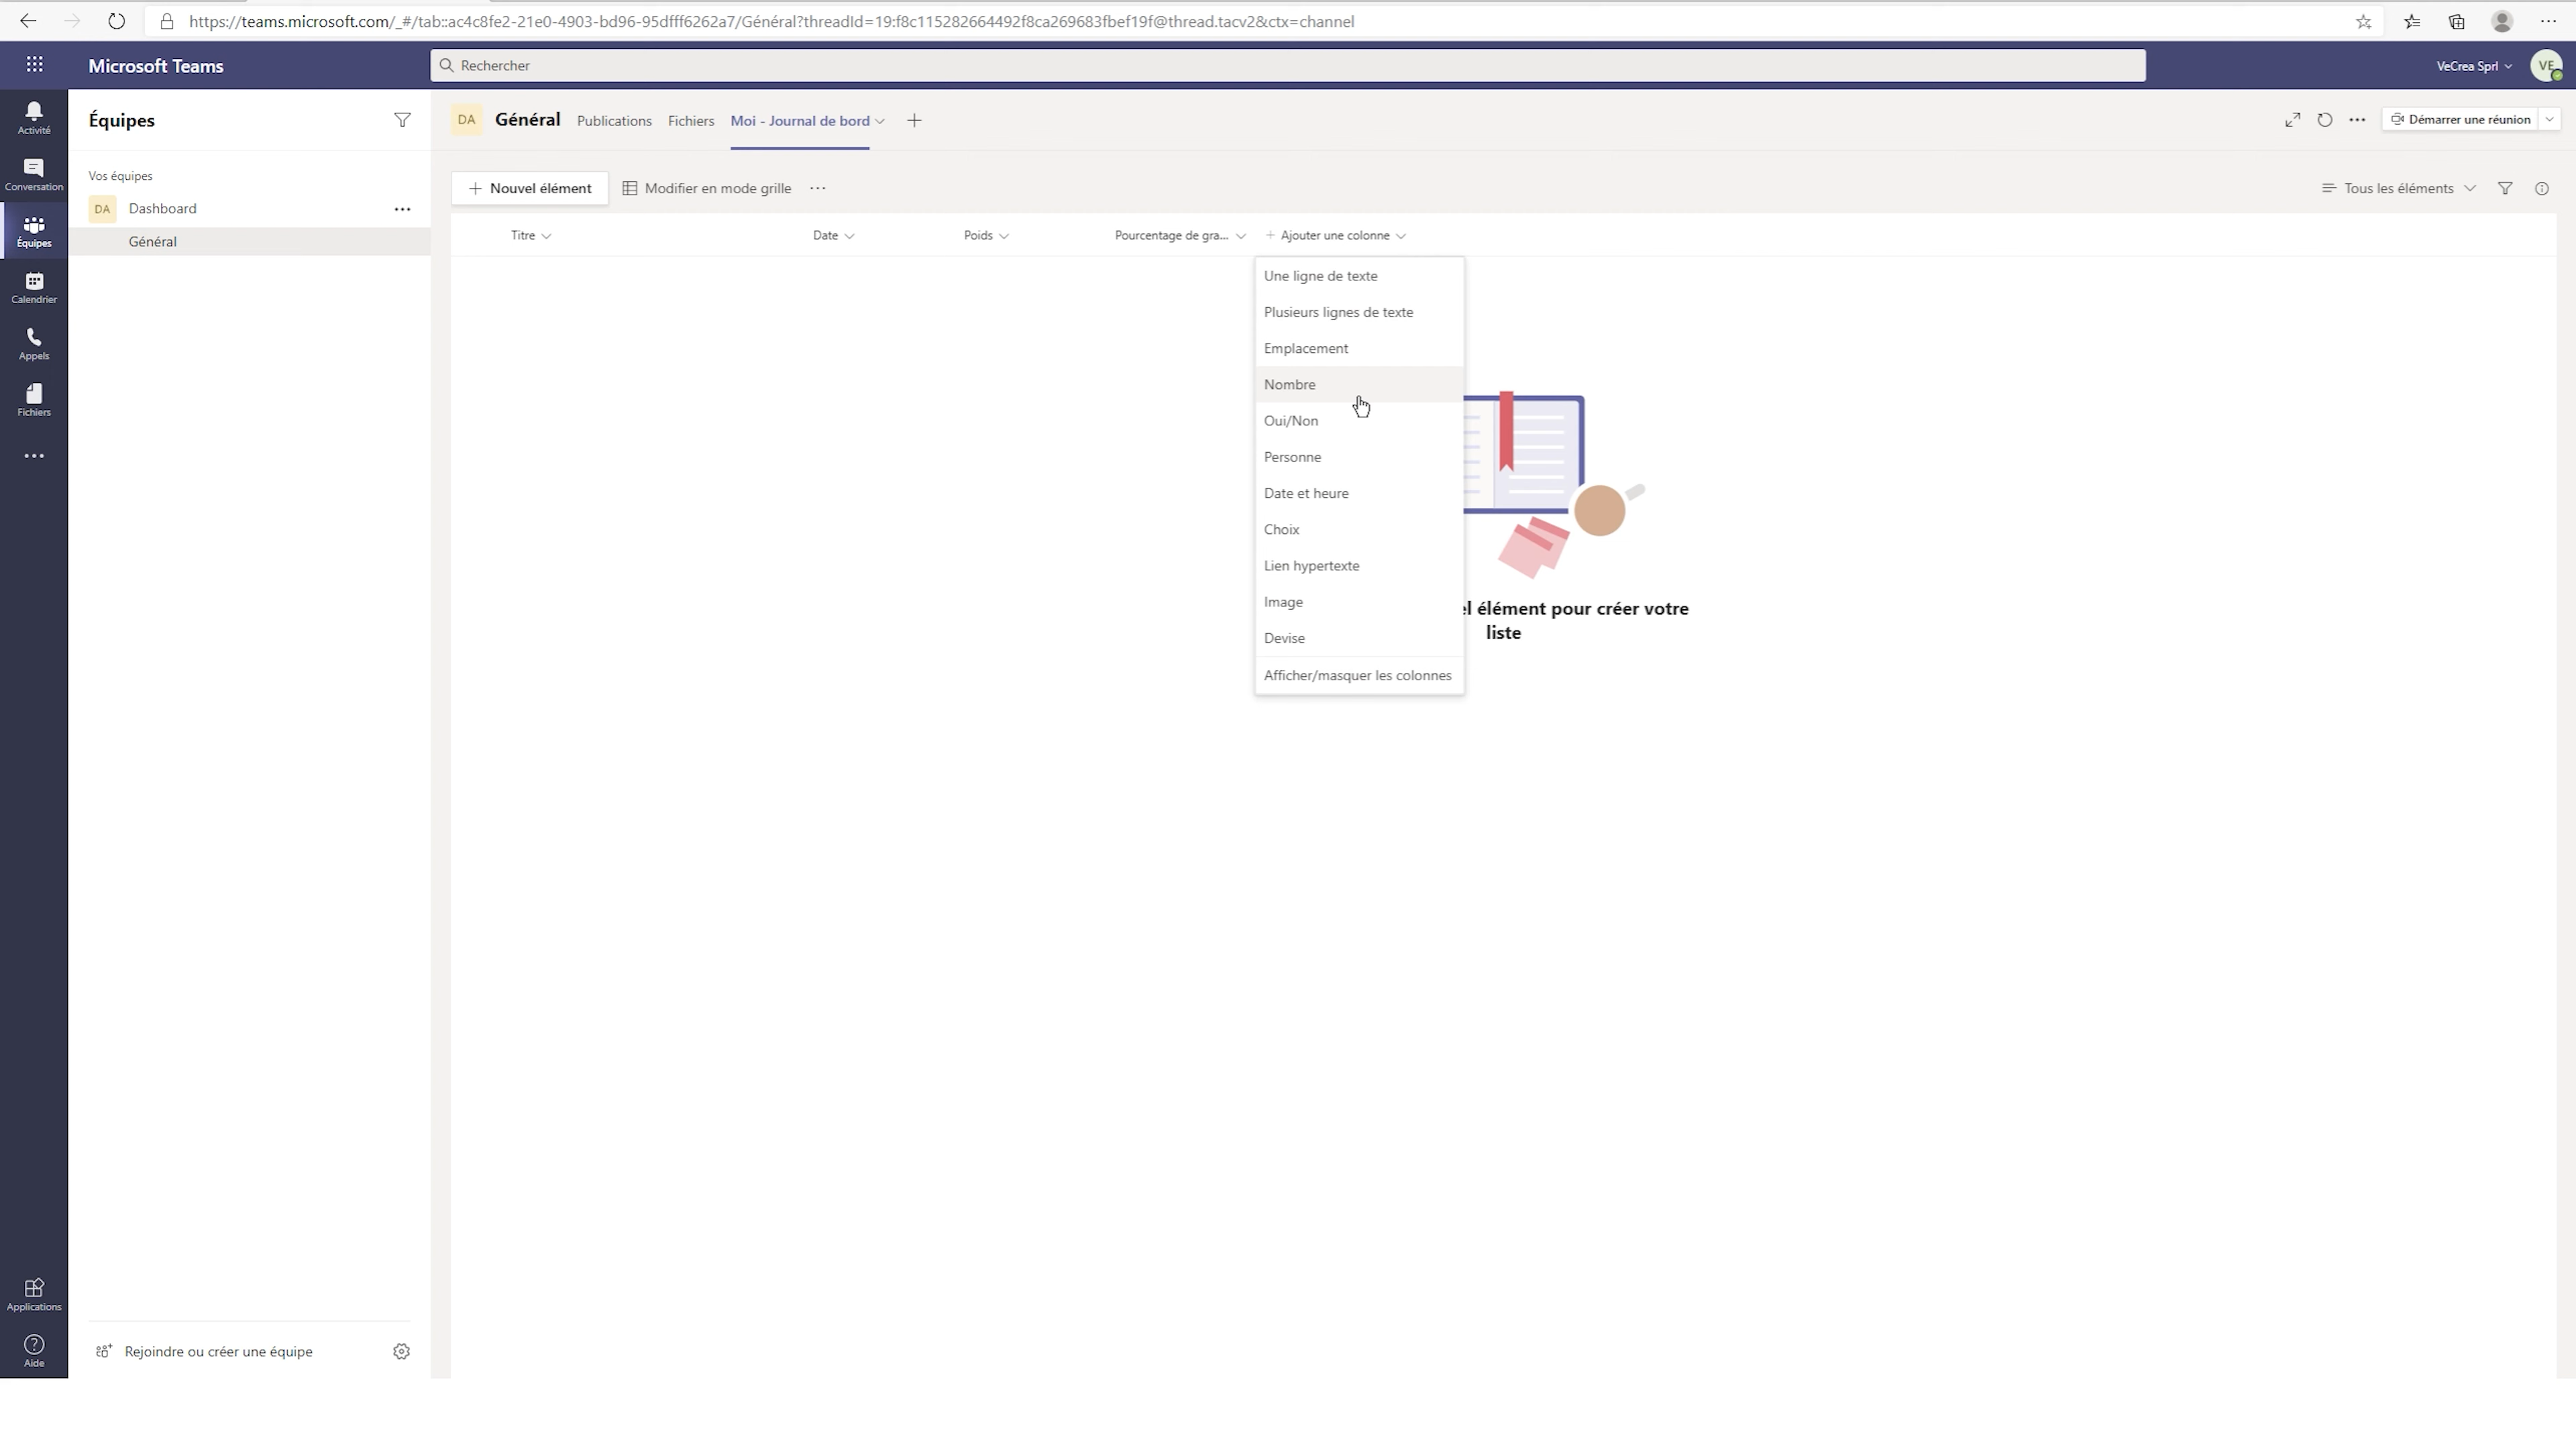 https://teams.microsoft.com/_#/tab::ac4c8fe2-21e0-4903-bd96-95dfff6262a7/Général?threadId=19:f8c115282664492f8ca269683fbef19f@thread.tacv2&ctx=channel
Microsoft Teams
Rechercher
VeCrea Sprl
VE
Activité
Conversation
Équipes
Calendrier
Appels
Fichiers
Applications
Aide
Équipes
Vos équipes
DA Dashboard
Général
Rejoindre ou créer une équipe
DA Général Publications Fichiers Moi - Journal de bord
Démarrer une réunion
Nouvel élément Modifier en mode grille
Tous les éléments
Titre Date Poids Pourcentage de gra... Ajouter une colonne
Une ligne de texte
Plusieurs lignes de texte
Emplacement
Nombre
Oui/Non
Personne
Date et heure
Choix
Lien hypertexte
Image
Devise
Afficher/masquer les colonnes
élément pour créer votre
liste